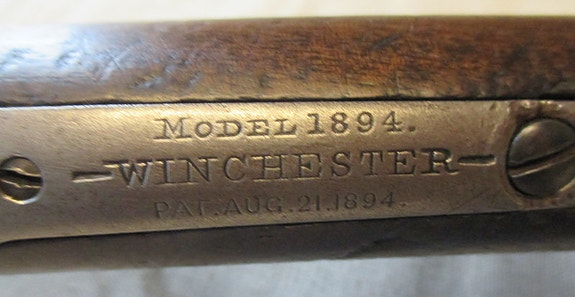 MODEL 1894.
-WINCHESTER-
PAT. AUG. 21. 1894.